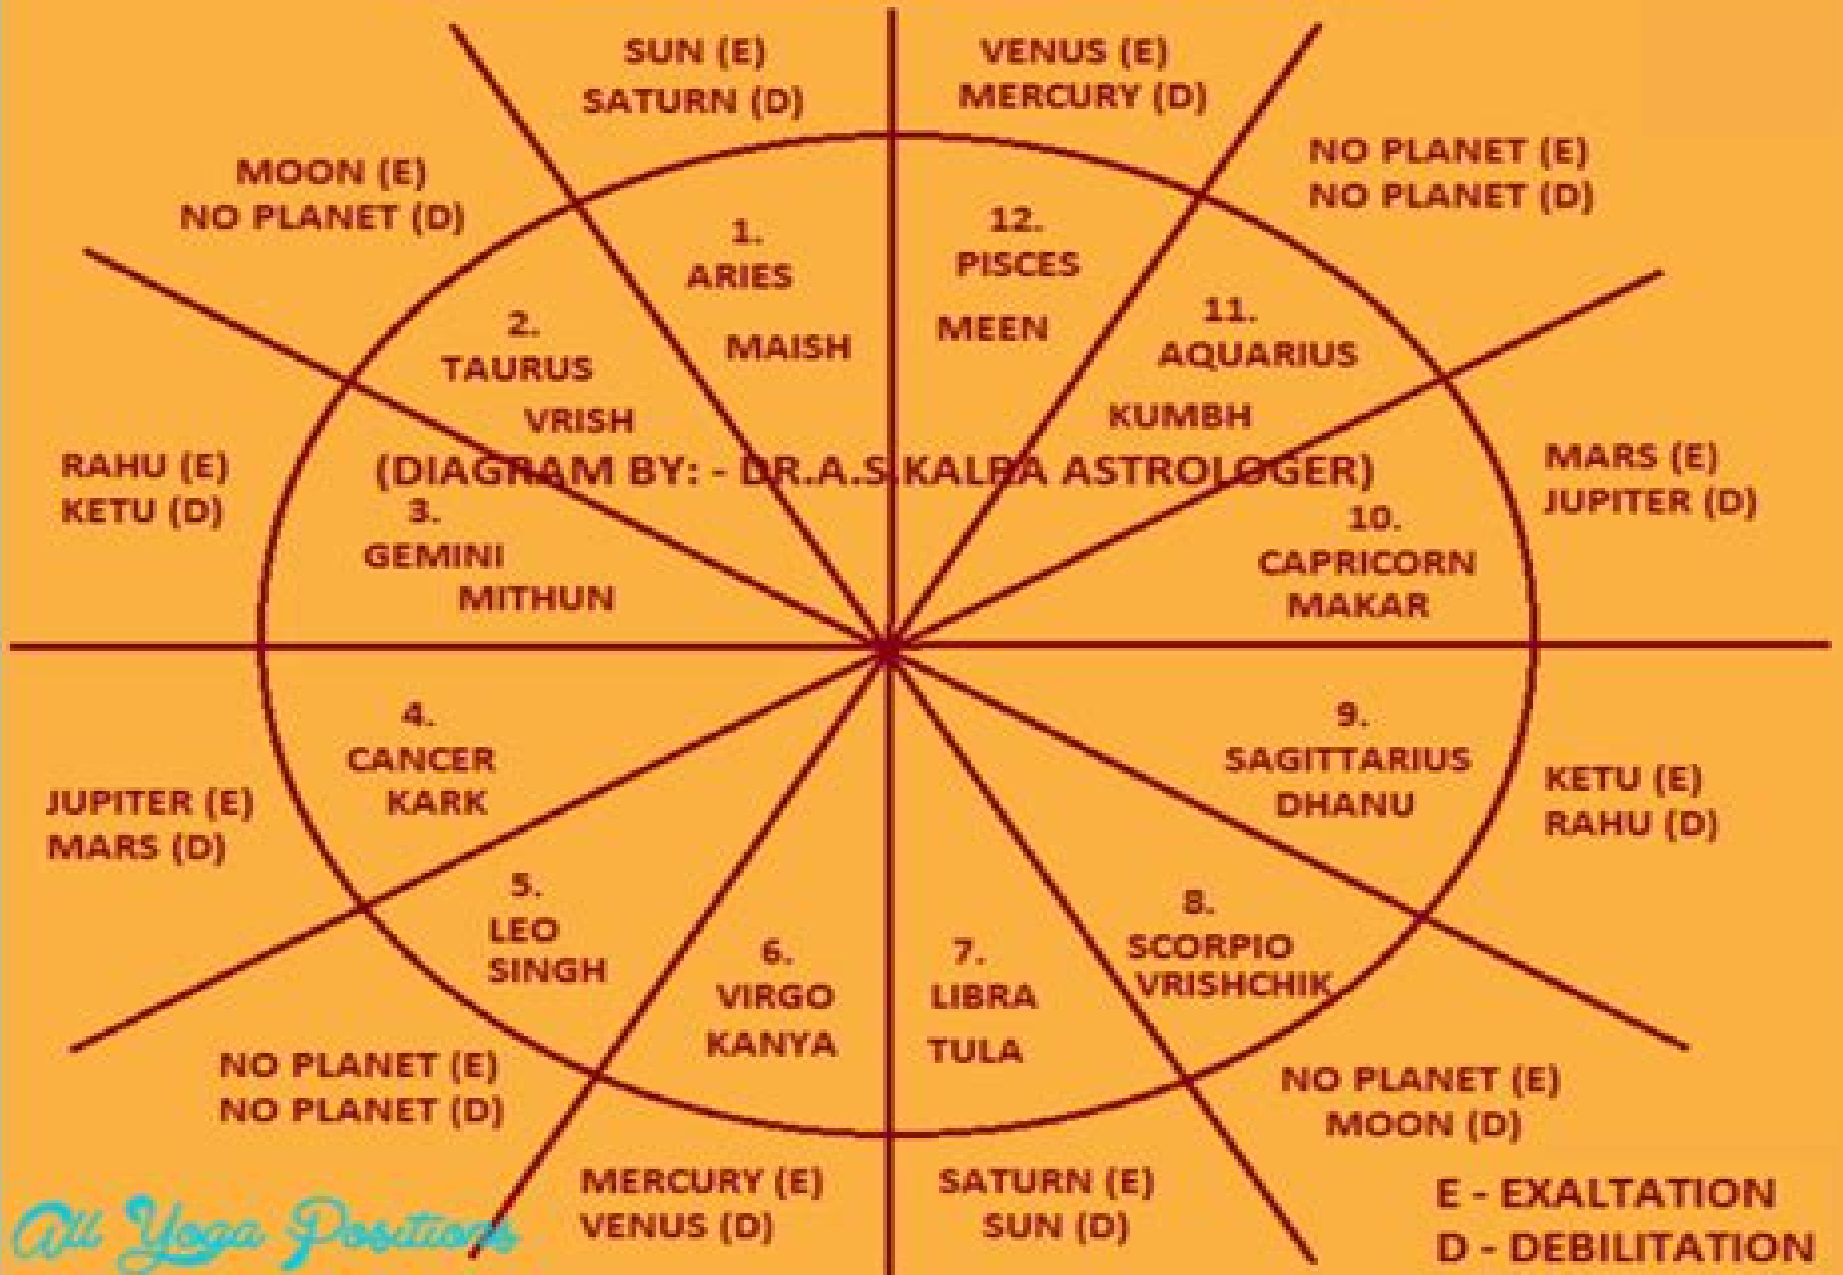 SUN (E)
SATURN (D)
VENUS (E)
MERCURY (D)
NO PLANET (E)
NO PLANET (D)
MOON (E)
NO PLANET (D)
1.
ARIES
MAISH
12.
PISCES
MEEN
2.
TAURUS
VRISH
11.
AQUARIUS
KUMBH
(DIAGRAM BY: - DR.A.S.KALRA ASTROLOGER)
RAHU (E)
KETU (D)
3.
GEMINI
MITHUN
10.
CAPRICORN
MAKAR
MARS (E)
JUPITER (D)
4.
CANCER
KARK
JUPITER (E)
MARS (D)
9.
SAGITTARIUS
DHANU
KETU (E)
RAHU (D)
5.
LEO
SINGH
6.
VIRGO
KANYA
7.
LIBRA
TULA
8.
SCORPIO
VRISHCHIK
NO PLANET (E)
NO PLANET (D)
NO PLANET (E)
MOON (D)
MERCURY (E)
VENUS (D)
SATURN (E)
SUN (D)
E - EXALTATION
D - DEBILITATION
All Yoga Positions